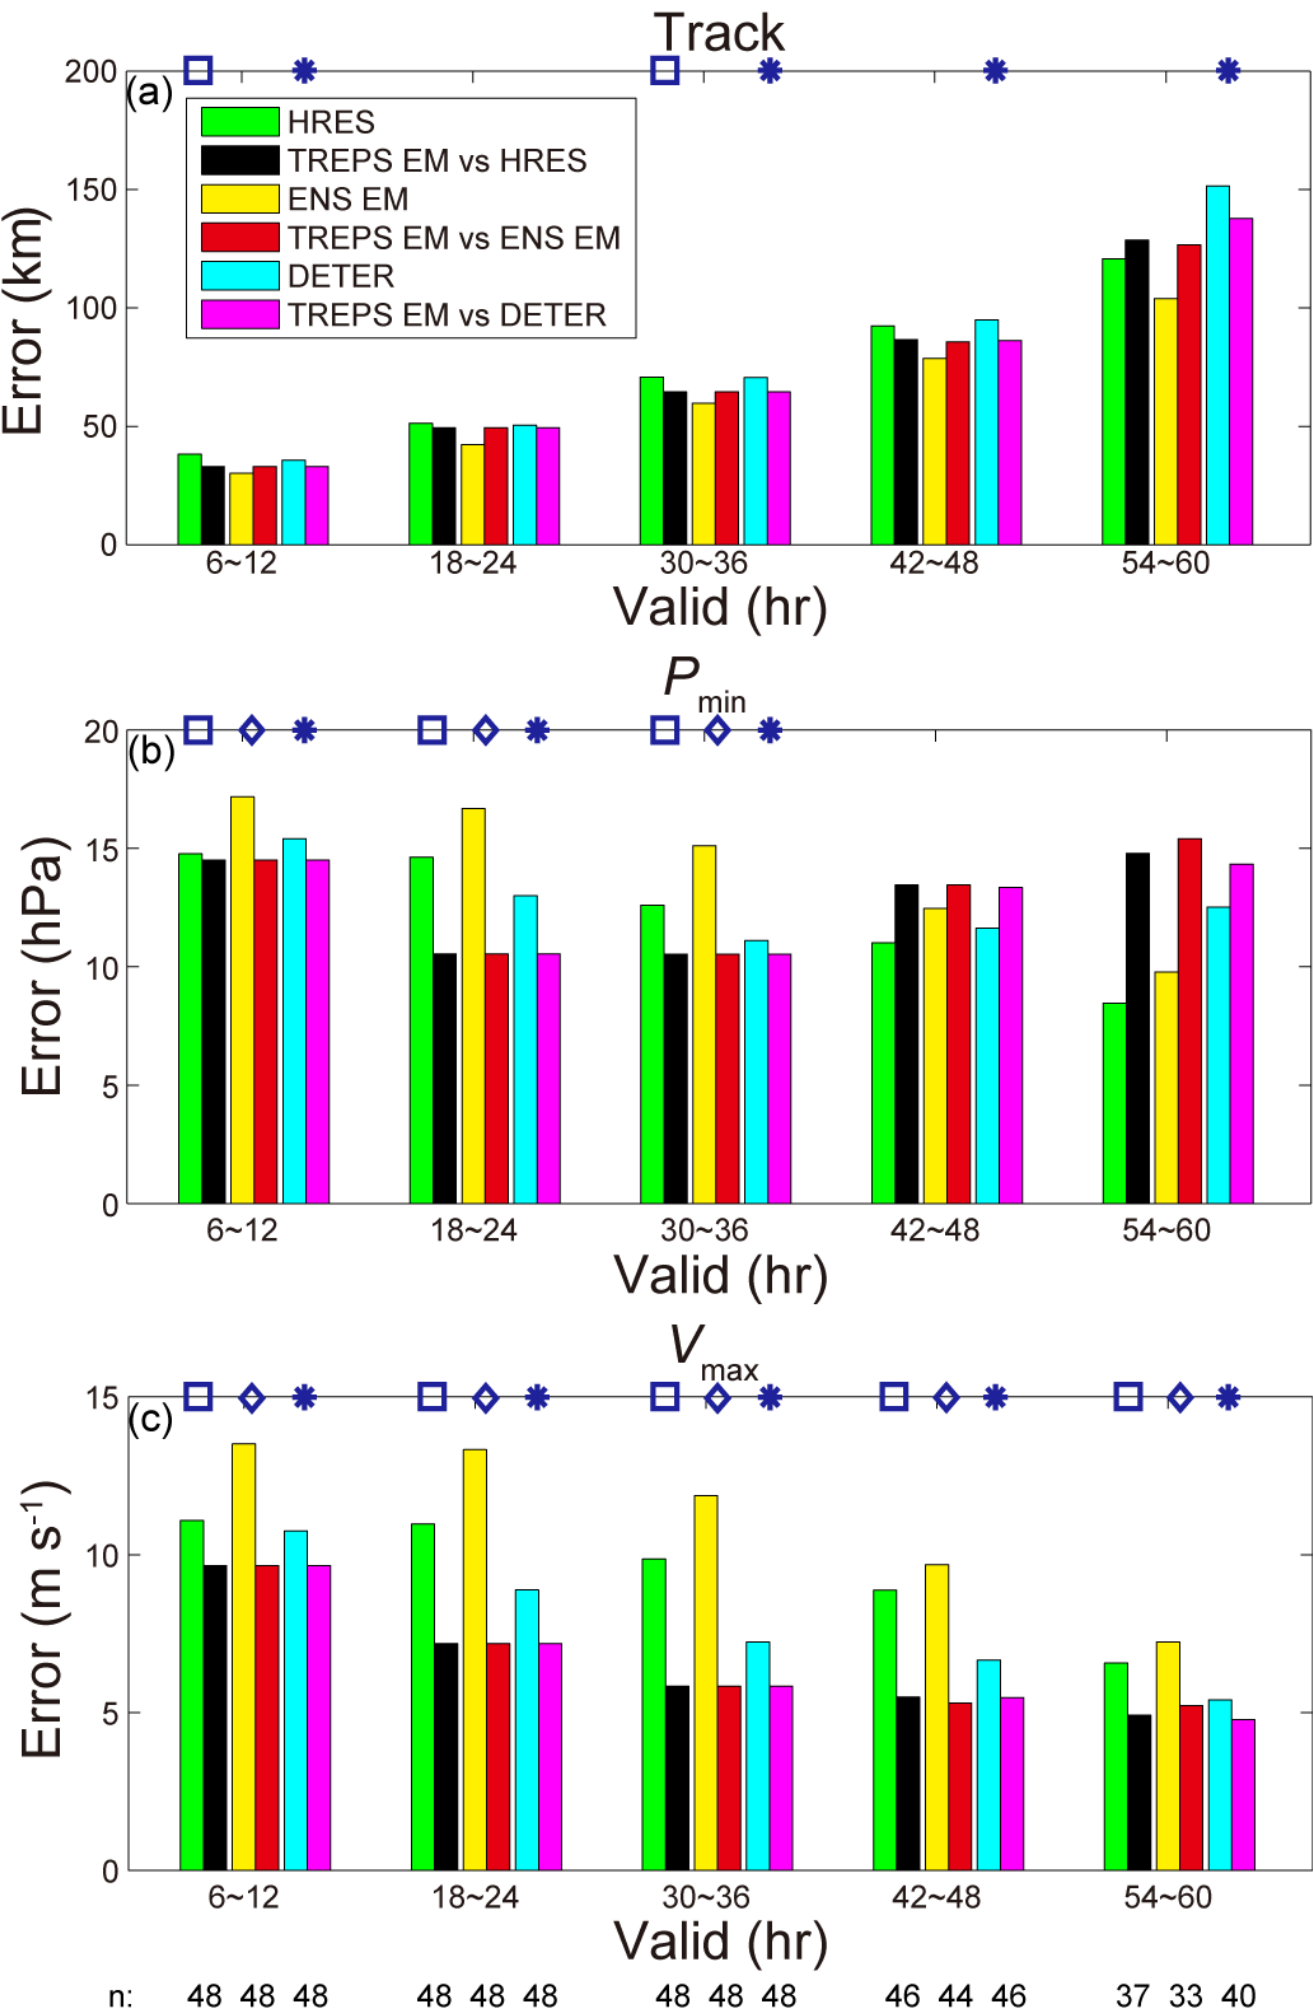 Track
200
(a)
HRES
TREPS EM vs HRES
150
ENS EM
TREPS EM vs ENS EM
DETER
100
TREPS EM vs DETER
50
0
Error (km)
6~12 18~24 30~36 42~48 54~60
Valid (hr)
Pmin
20
(b)
15
10
5
0
Error (hPa)
6~12 18~24 30~36 42~48 54~60
Valid (hr)
Vmax
15
(c)
10
5
0
Error (m s-1)
6~12 18~24 30~36 42~48 54~60
Valid (hr)
n: 48 48 48 48 48 48 48 48 48 46 44 46 37 33 40